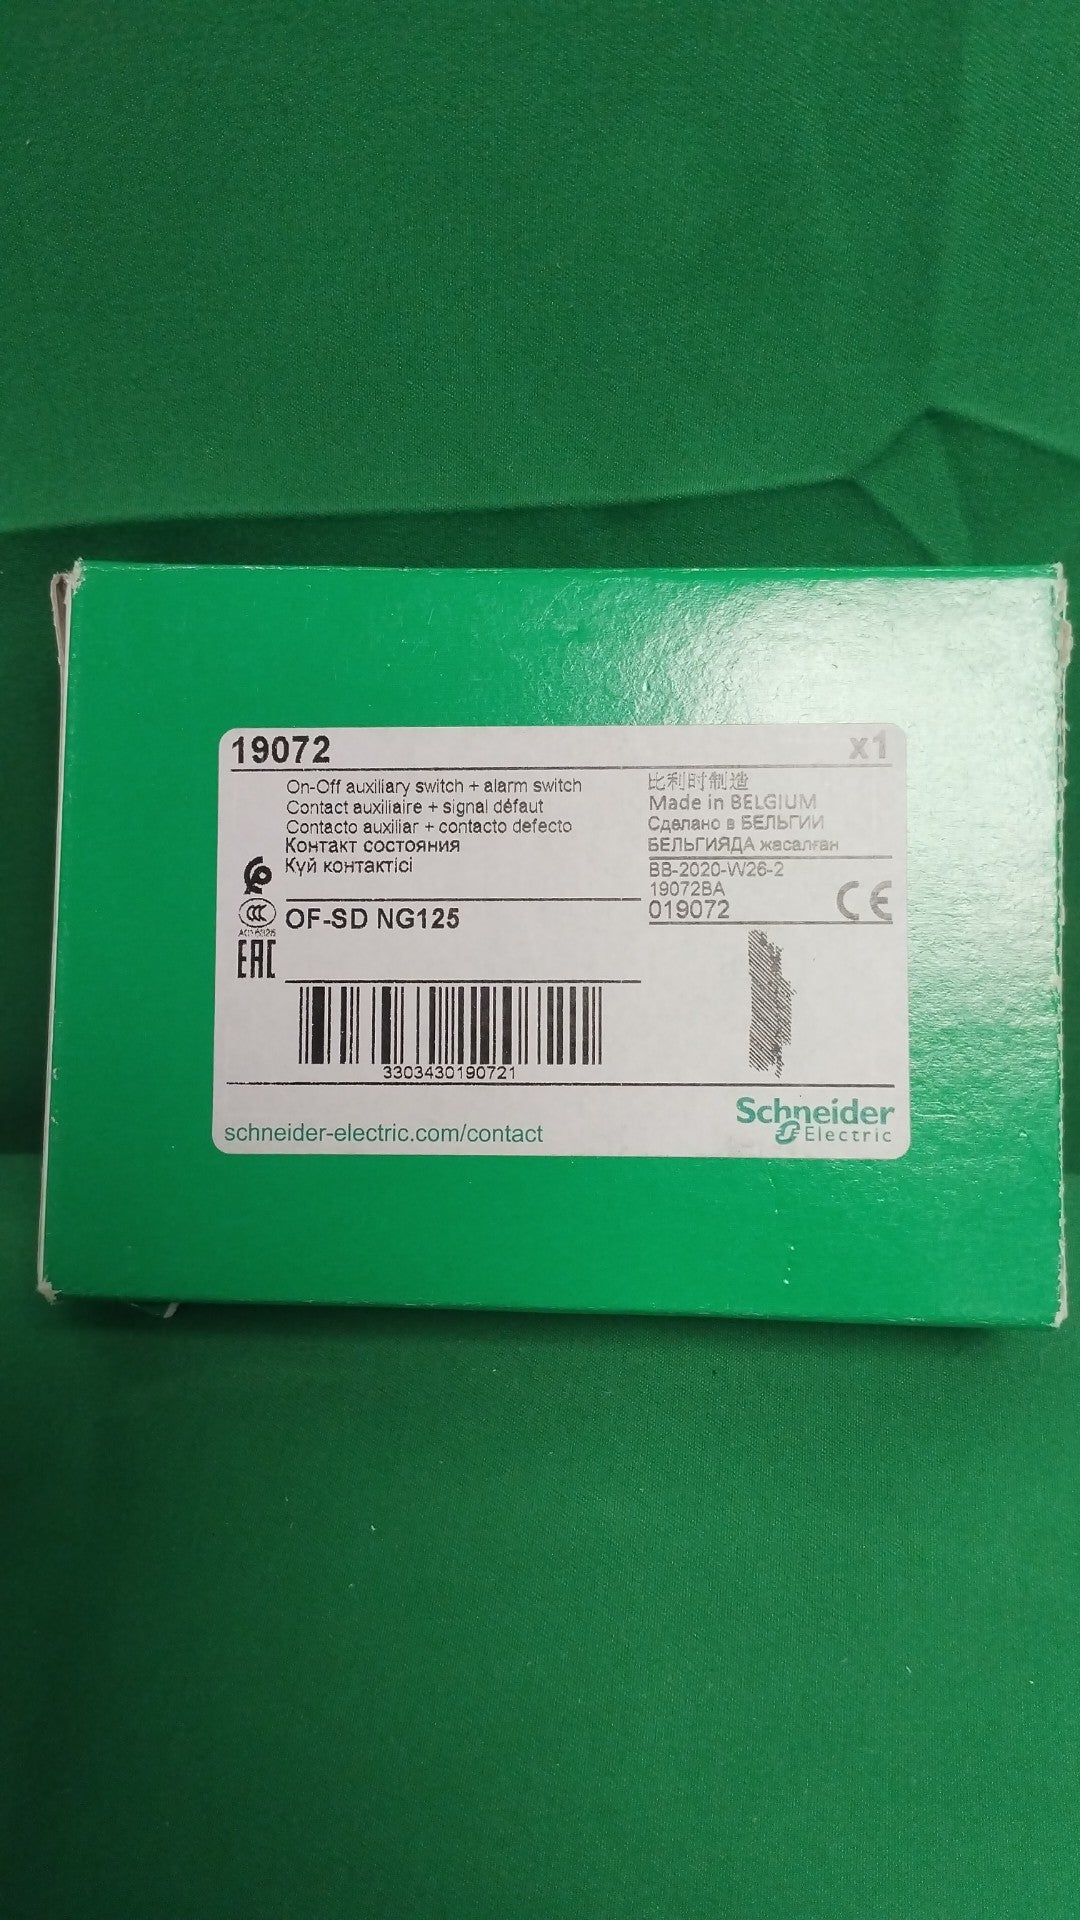 19072
x1
On-Off auxiliary switch + alarm switch
Contact auxiliaire + signal défaut
Contacto auxiliar + contacto defecto
Контакт состояния
Күй контактісі
比利时制造
Made in BELGIUM
Сделано в БЕЛЬГИИ
БЕЛЬГИЯДА жасалған
BB-2020-W26-2
19072BA
019072
CE
CCC
EAC
OF-SD NG125
3303430190721
schneider-electric.com/contact
Schneider
Electric